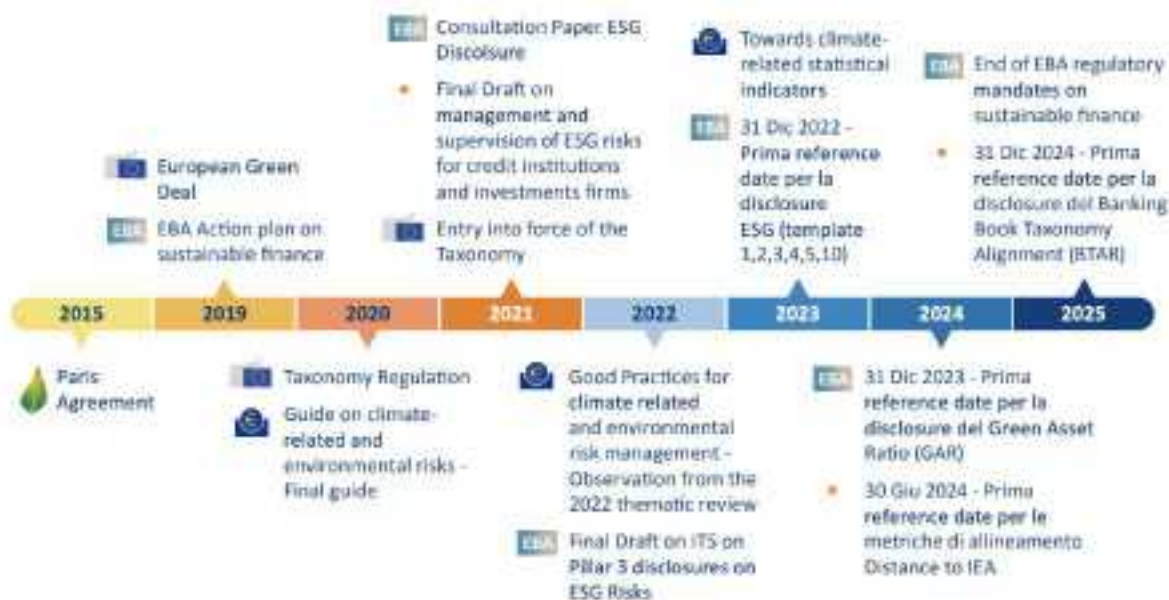 EBA Consultation Paper ESG
Discolsure
Final Draft on
management and
supervision of ESG risks
for credit institutions
and investments firms
Entry into force of the
Taxonomy
Towards climate-
related statistical
indicators
EBA 31 Dic 2022 -
Prima reference
date per la
disclosure
ESG (template
1,2,3,4,5,10)
EBA End of EBA regulatory
mandates on
sustainable finance
31 Dic 2024 - Prima
reference date per la
disclosure del Banking
Book Taxonomy
Alignment (BTAR)
European Green
Deal
EBA EBA Action plan on
sustainable finance
2015 2019 2020 2021 2022 2023 2024 2025
Paris
Agreement
Taxonomy Regulation
Guide on climate-
related and
environmental risks -
Final guide
Good Practices for
climate related
and environmental
risk management -
Observation from the
2022 thematic review
EBA Final Draft on ITS on
Pillar 3 disclosures on
ESG Risks
EBA 31 Dic 2023 - Prima
reference date per la
disclosure del Green Asset
Ratio (GAR)
30 Giu 2024 - Prima
reference date per le
metriche di allineamento
Distance to IEA